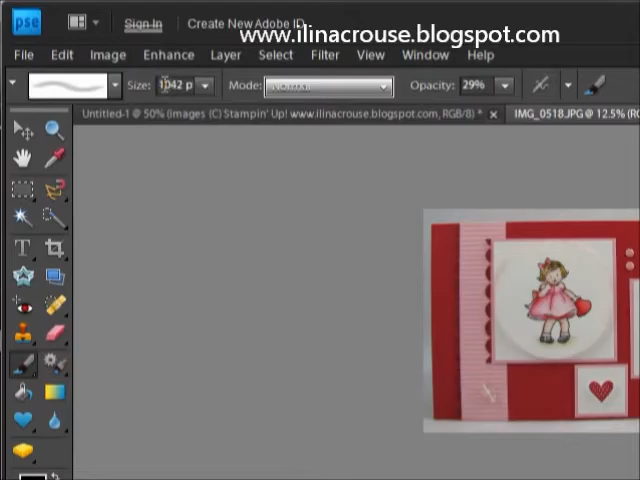 pse Sign In Create New Adobe ID
www.ilinacrouse.blogspot.com
File Edit Image Enhance Layer Select Filter View Window Help
Size: 1042 p Mode: Normal Opacity: 29%
Untitled-1 @ 50% (images (C) Stampin' Up! www.ilinacrouse.blogspot.com, RGB/8) * IMG_0518.JPG @ 12.5% (RG
T